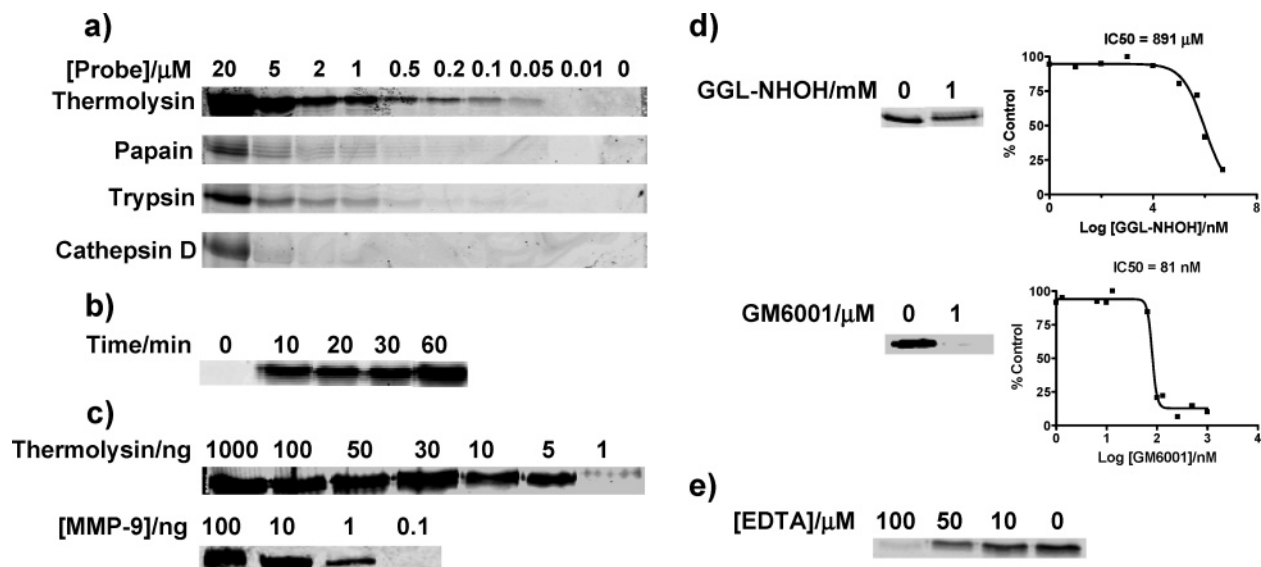 a)
[Probe]/μM 20 5 2 1 0.5 0.2 0.1 0.05 0.01 0
Thermolysin
Papain
Trypsin
Cathepsin D
b)
Time/min 0 10 20 30 60
c)
Thermolysin/ng 1000 100 50 30 10 5 1
[MMP-9]/ng 100 10 1 0.1
d)
GGL-NHOH/mM 0 1
IC50 = 891 μM
% Control
100
75
50
25
0
0 4 8
Log [GGL-NHOH]/nM
GM6001/μM 0 1
IC50 = 81 nM
% Control
100
75
50
25
0
0 1 2 3 4
Log [GM6001]/nM
e)
[EDTA]/μM 100 50 10 0